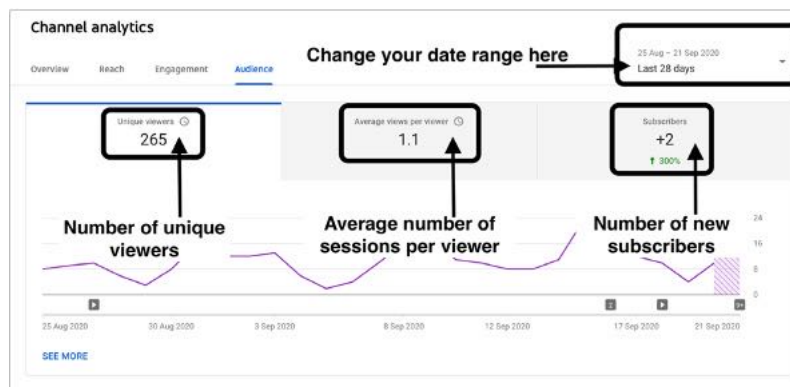 Channel analytics
Change your date range here
25 Aug – 21 Sep 2020
Last 28 days
Overview
Reach
Engagement
Audience
Unique viewers
265
Average views per viewer
1.1
Subscribers
+2
↑ 300%
Number of unique
viewers
Average number of
sessions per viewer
Number of new
subscribers
24
16
8
0
2
9+
25 Aug 2020
30 Aug 2020
3 Sep 2020
8 Sep 2020
12 Sep 2020
17 Sep 2020
21 Sep 2020
SEE MORE